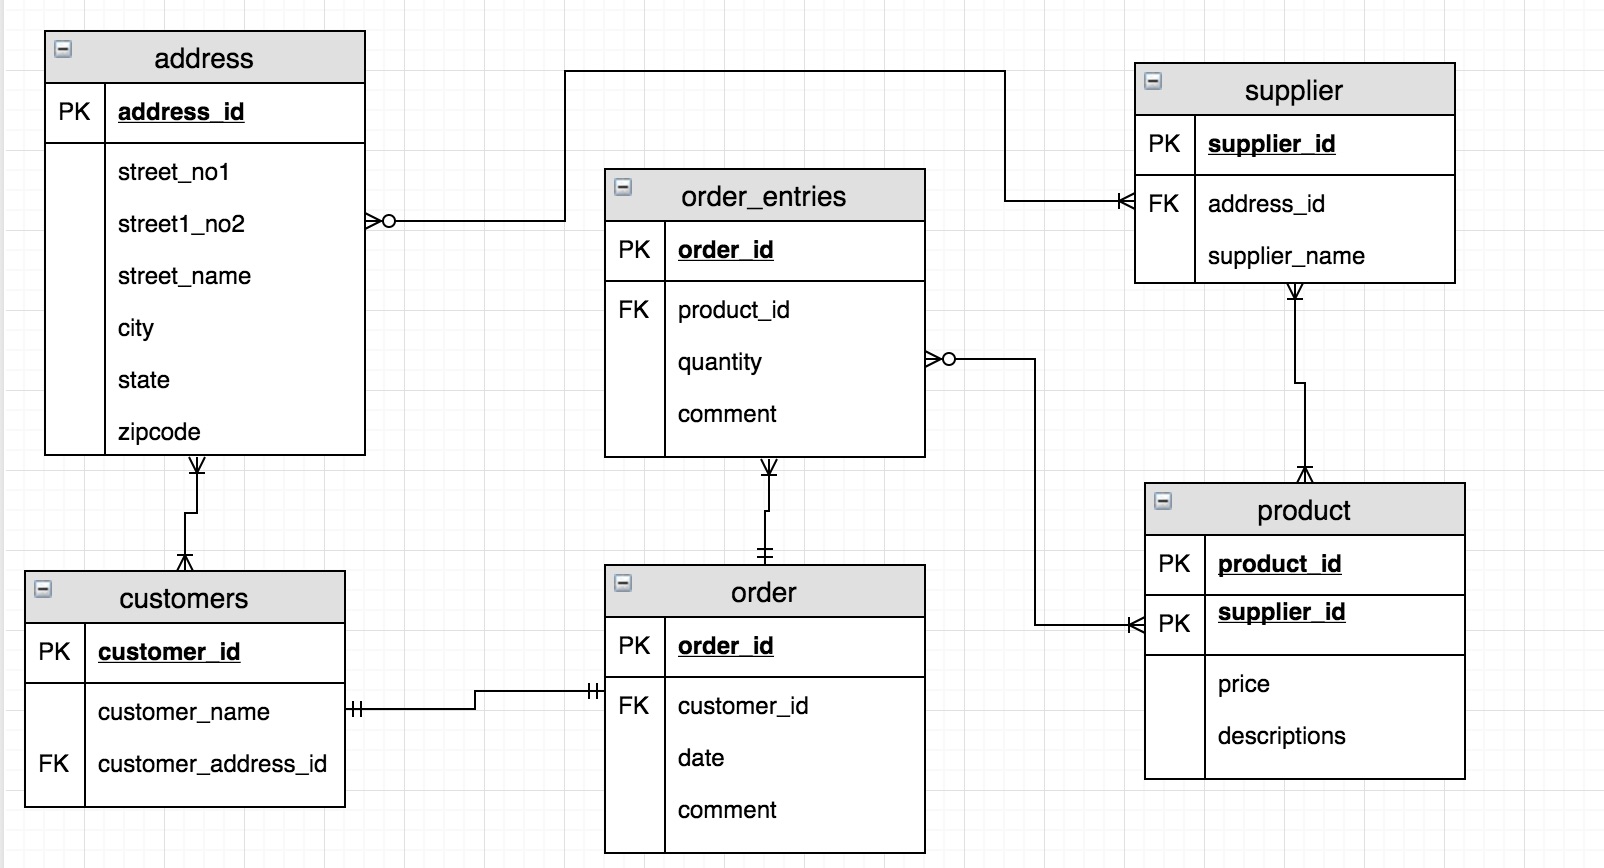 address
PK address_id
street_no1
street1_no2
street_name
city
state
zipcode
supplier
PK supplier_id
FK address_id
supplier_name
order_entries
PK order_id
FK product_id
quantity
comment
product
PK product_id
PK supplier_id
price
descriptions
customers
PK customer_id
customer_name
FK customer_address_id
order
PK order_id
FK customer_id
date
comment